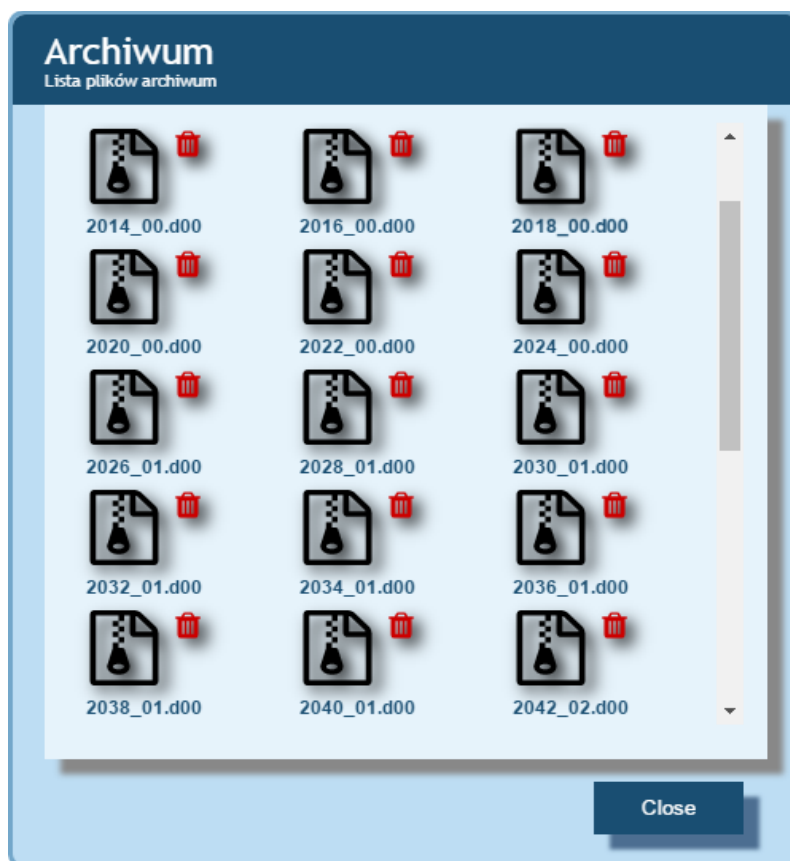 Archiwum
Lista plików archiwum
2014_00.d00 2016_00.d00 2018_00.d00
2020_00.d00 2022_00.d00 2024_00.d00
2026_01.d00 2028_01.d00 2030_01.d00
2032_01.d00 2034_01.d00 2036_01.d00
2038_01.d00 2040_01.d00 2042_02.d00
Close